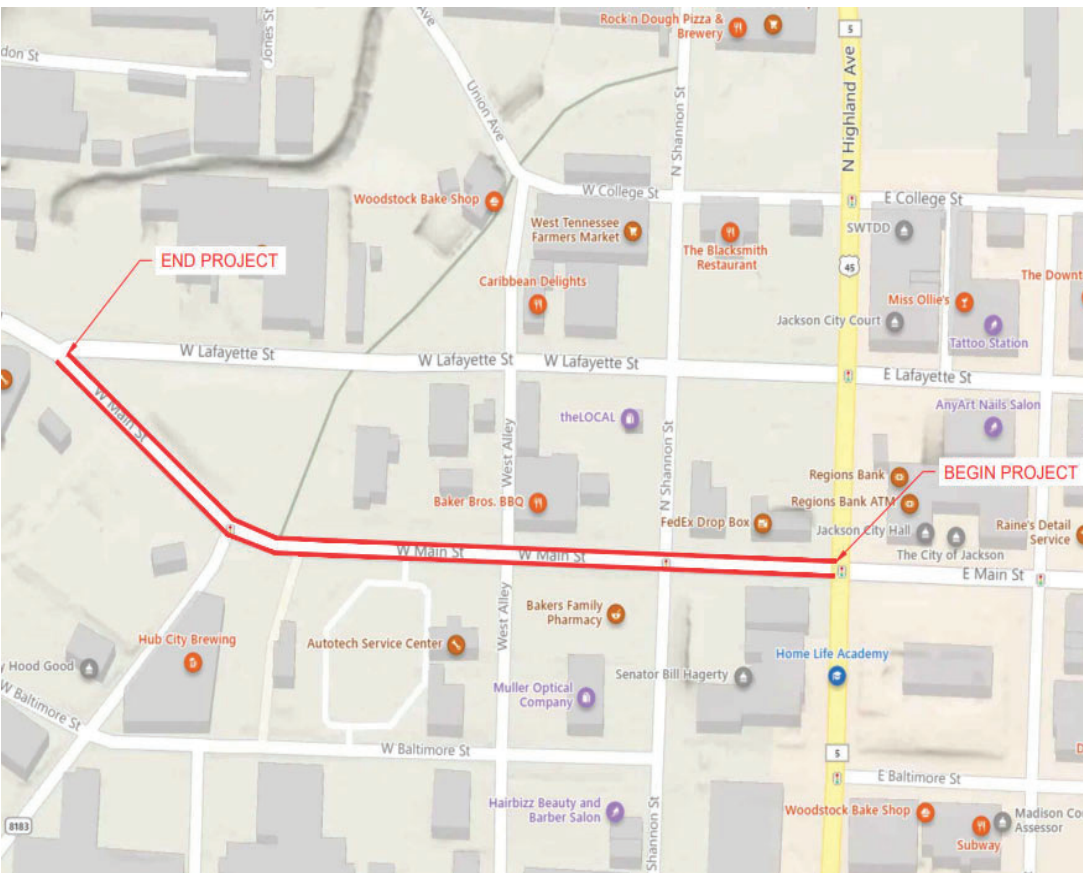 Rock'n Dough Pizza &
Brewery
5
Ave
Jones St
don St
Union Ave
N Shannon St
N Highland Ave
W College St
E College St
Woodstock Bake Shop
West Tennessee
Farmers Market
The Blacksmith
Restaurant
SWTDD
45
END PROJECT
Caribbean Delights
The Downt
Miss Ollie's
Jackson City Court
Tattoo Station
W Lafayette St
W Lafayette St
W Lafayette St
E Lafayette St
W Main St
theLOCAL
AnyArt Nails Salon
West Alley
N Shannon St
Regions Bank
BEGIN PROJECT
Baker Bros. BBQ
Regions Bank ATM
FedEx Drop Box
Jackson City Hall
Raine's Detail
Service
The City of Jackson
W Main St
W Main St
E Main St
West Alley
Bakers Family
Pharmacy
Hub City Brewing
Autotech Service Center
Home Life Academy
y Hood Good
Senator Bill Hagerty
Muller Optical
Company
W Baltimore St
W Baltimore St
5
E Baltimore St
Hairbizz Beauty and
Barber Salon
Shannon St
Woodstock Bake Shop
Madison Cou
Assessor
8183
Subway